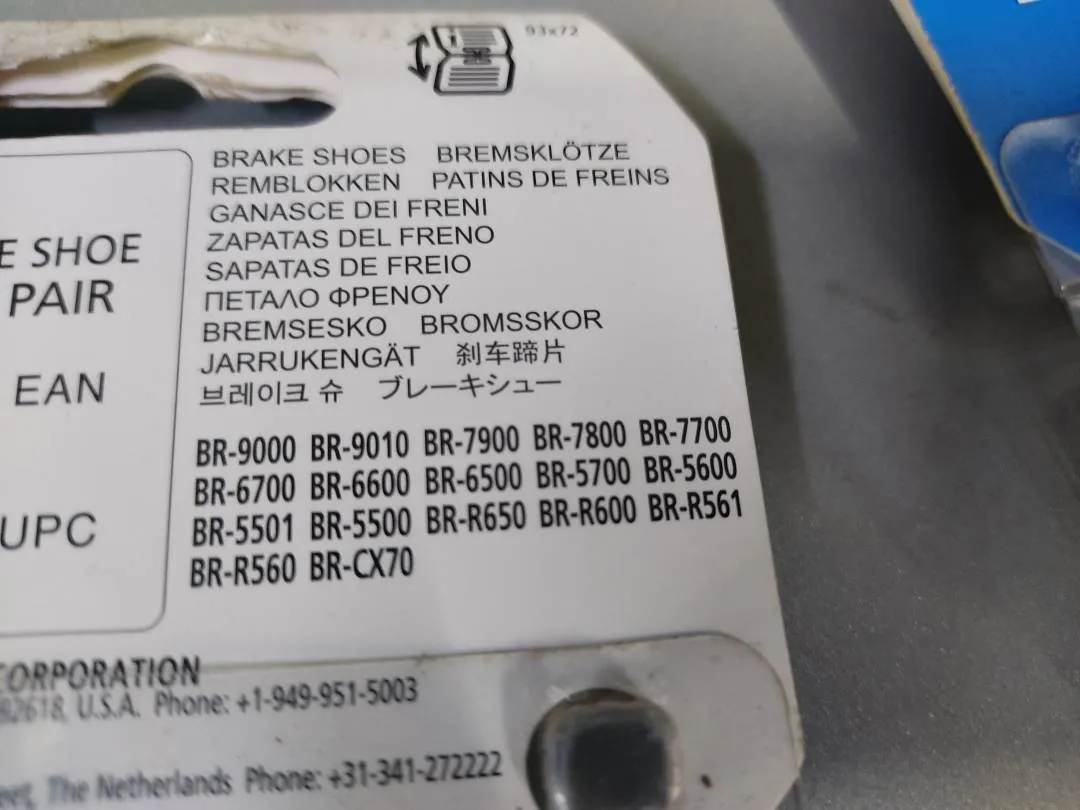 93x72
BRAKE SHOES BREMSKLÖTZE
REMBLOKKEN PATINS DE FREINS
GANASCE DEI FRENI
ZAPATAS DEL FRENO
SAPATAS DE FREIO
ΠΕΤΑΛΟ ΦΡΕΝΟΥ
BREMSESKO BROMSSKOR
JARRUKENGÄT 刹车蹄片
브레이크 슈 ブレーキシュー
E SHOE
PAIR
EAN
UPC
BR-9000 BR-9010 BR-7900 BR-7800 BR-7700
BR-6700 BR-6600 BR-6500 BR-5700 BR-5600
BR-5501 BR-5500 BR-R650 BR-R600 BR-R561
BR-R560 BR-CX70
CORPORATION
92618, U.S.A. Phone: +1-949-951-5003
eet, The Netherlands Phone: +31-341-272222